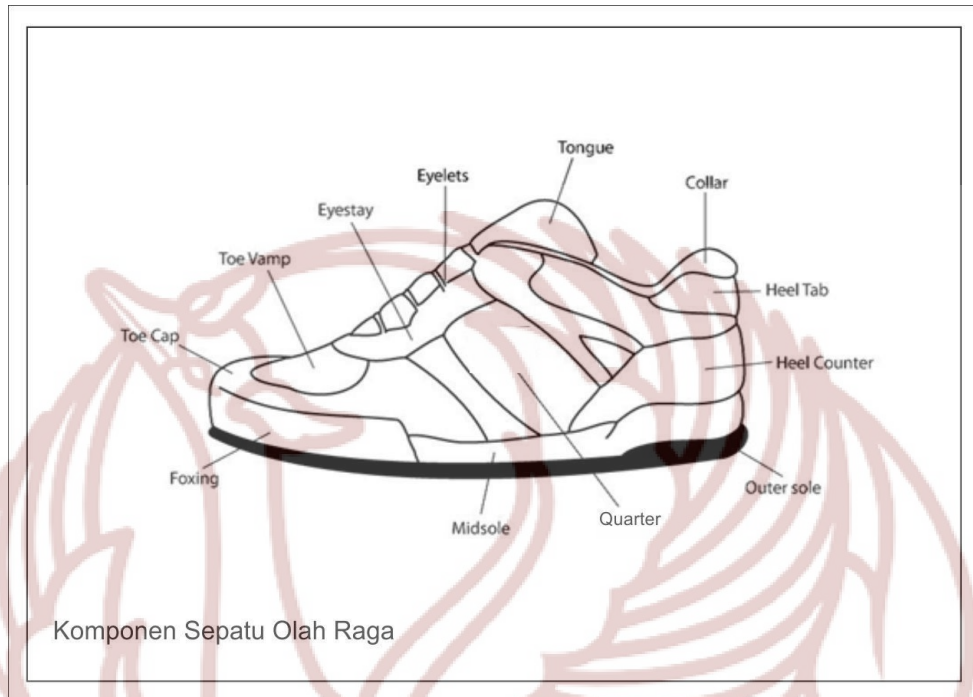 Tongue
Eyelets
Collar
Eyestay
Toe Vamp
Heel Tab
Toe Cap
Heel Counter
Foxing
Outer sole
Midsole
Quarter
Komponen Sepatu Olah Raga